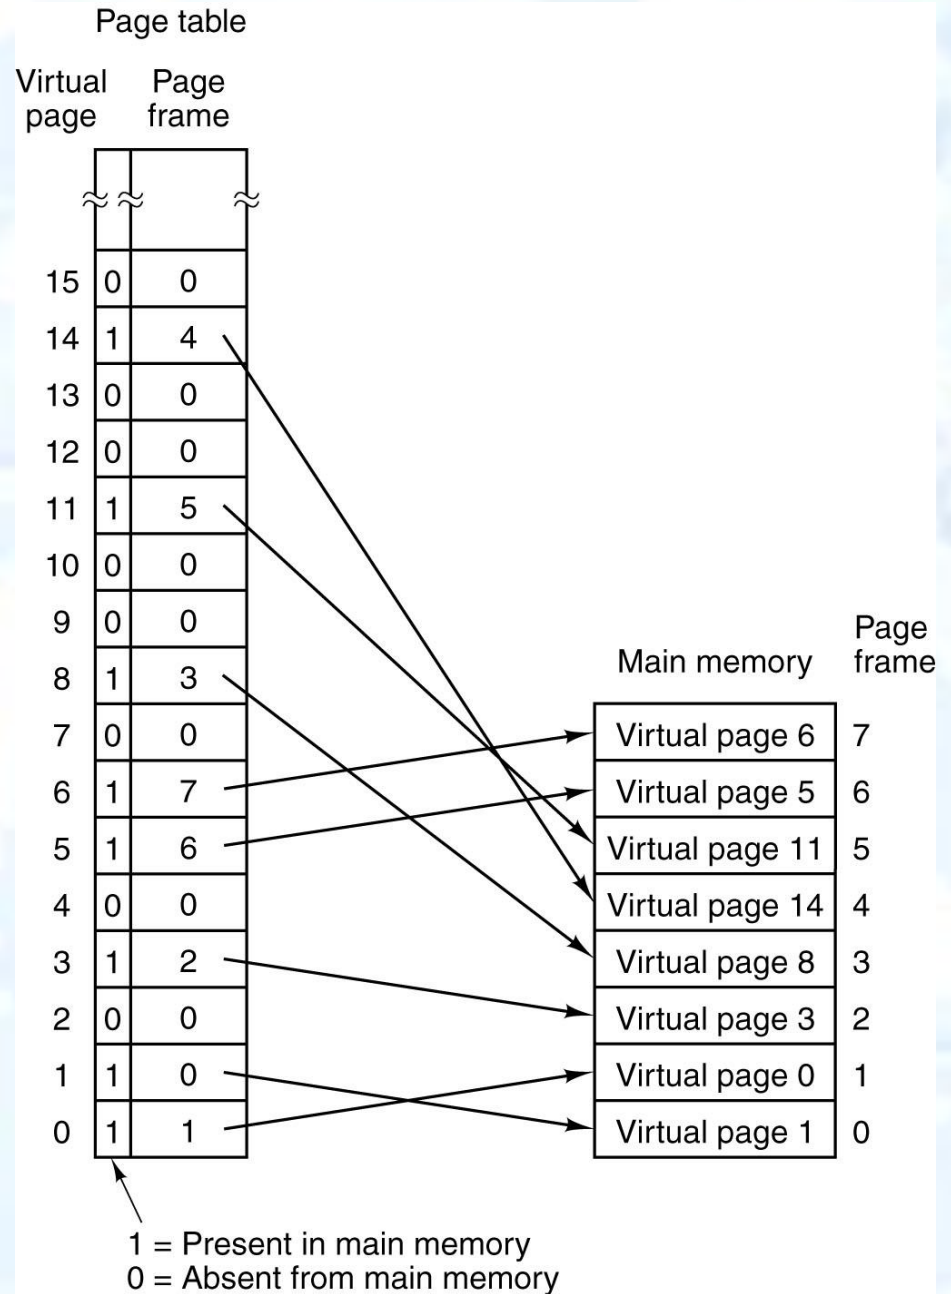 Page table
Virtual page
Page frame
15 0 0
14 1 4
13 0 0
12 0 0
11 1 5
10 0 0
9 0 0
8 1 3
7 0 0
6 1 7
5 1 6
4 0 0
3 1 2
2 0 0
1 1 0
0 1 1
1 = Present in main memory
0 = Absent from main memory
Main memory
Page frame
Virtual page 6 7
Virtual page 5 6
Virtual page 11 5
Virtual page 14 4
Virtual page 8 3
Virtual page 3 2
Virtual page 0 1
Virtual page 1 0